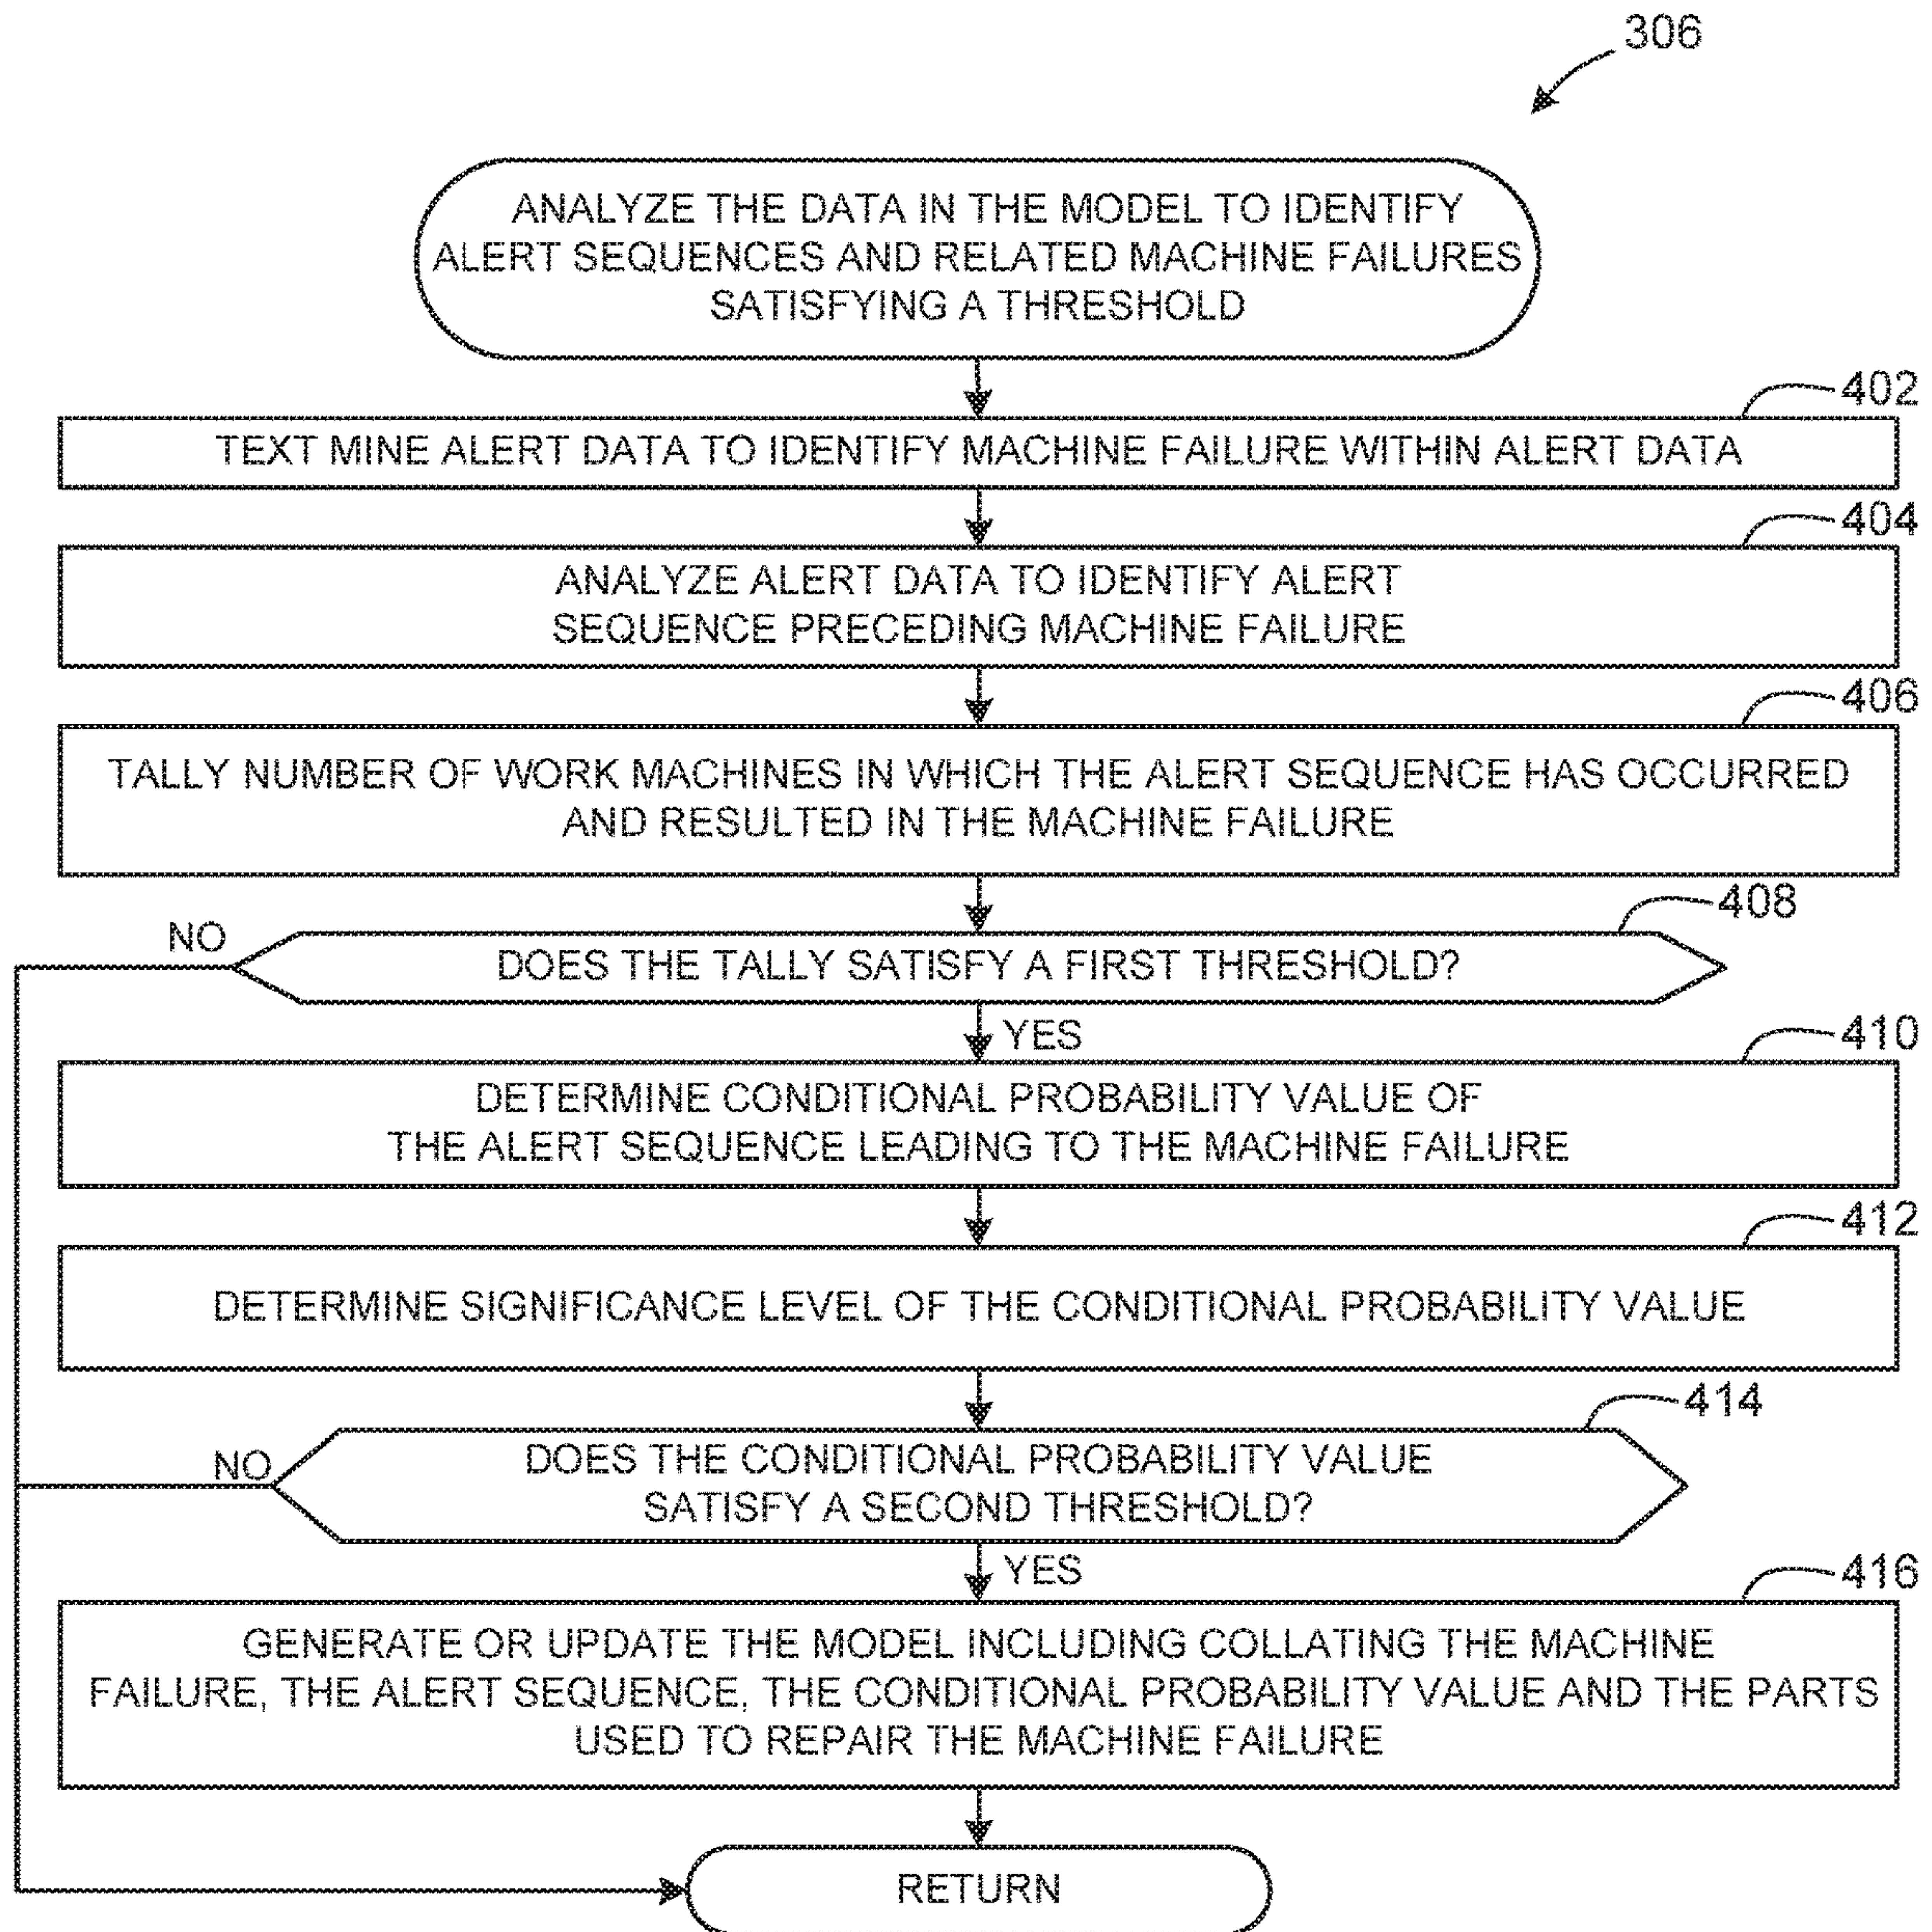 306
ANALYZE THE DATA IN THE MODEL TO IDENTIFY
ALERT SEQUENCES AND RELATED MACHINE FAILURES
SATISFYING A THRESHOLD
402
TEXT MINE ALERT DATA TO IDENTIFY MACHINE FAILURE WITHIN ALERT DATA
404
ANALYZE ALERT DATA TO IDENTIFY ALERT
SEQUENCE PRECEDING MACHINE FAILURE
406
TALLY NUMBER OF WORK MACHINES IN WHICH THE ALERT SEQUENCE HAS OCCURRED
AND RESULTED IN THE MACHINE FAILURE
408
NO
DOES THE TALLY SATISFY A FIRST THRESHOLD?
YES
410
DETERMINE CONDITIONAL PROBABILITY VALUE OF
THE ALERT SEQUENCE LEADING TO THE MACHINE FAILURE
412
DETERMINE SIGNIFICANCE LEVEL OF THE CONDITIONAL PROBABILITY VALUE
414
NO
DOES THE CONDITIONAL PROBABILITY VALUE
SATISFY A SECOND THRESHOLD?
YES
416
GENERATE OR UPDATE THE MODEL INCLUDING COLLATING THE MACHINE
FAILURE, THE ALERT SEQUENCE, THE CONDITIONAL PROBABILITY VALUE AND THE PARTS
USED TO REPAIR THE MACHINE FAILURE
RETURN